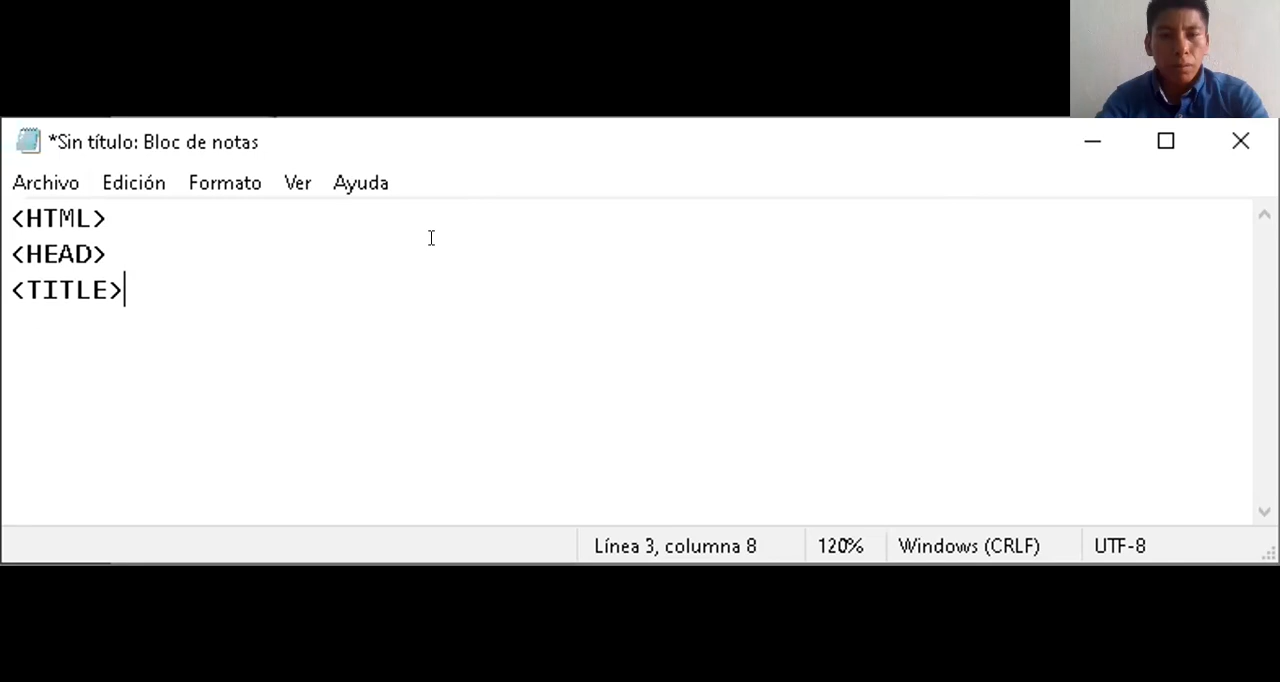 *Sin título: Bloc de notas
Archivo Edición Formato Ver Ayuda
<HTML>
<HEAD>
<TITLE>
Línea 3, columna 8 120% Windows (CRLF) UTF-8